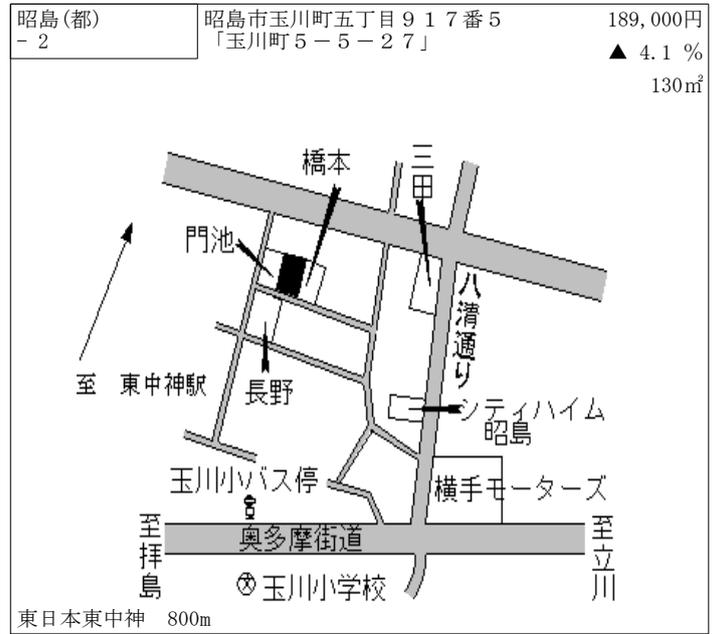 昭島(都)
－2
昭島市玉川町五丁目９１７番５
「玉川町５－５－２７」
189,000円
▲ 4.1 %
130㎡
橋本
三田
門池
八清通り
至 東中神駅
長野
シティハイム
昭島
玉川小バス停
横手モーターズ
至拝島
奥多摩街道
至立川
文
玉川小学校
東日本東中神 800m